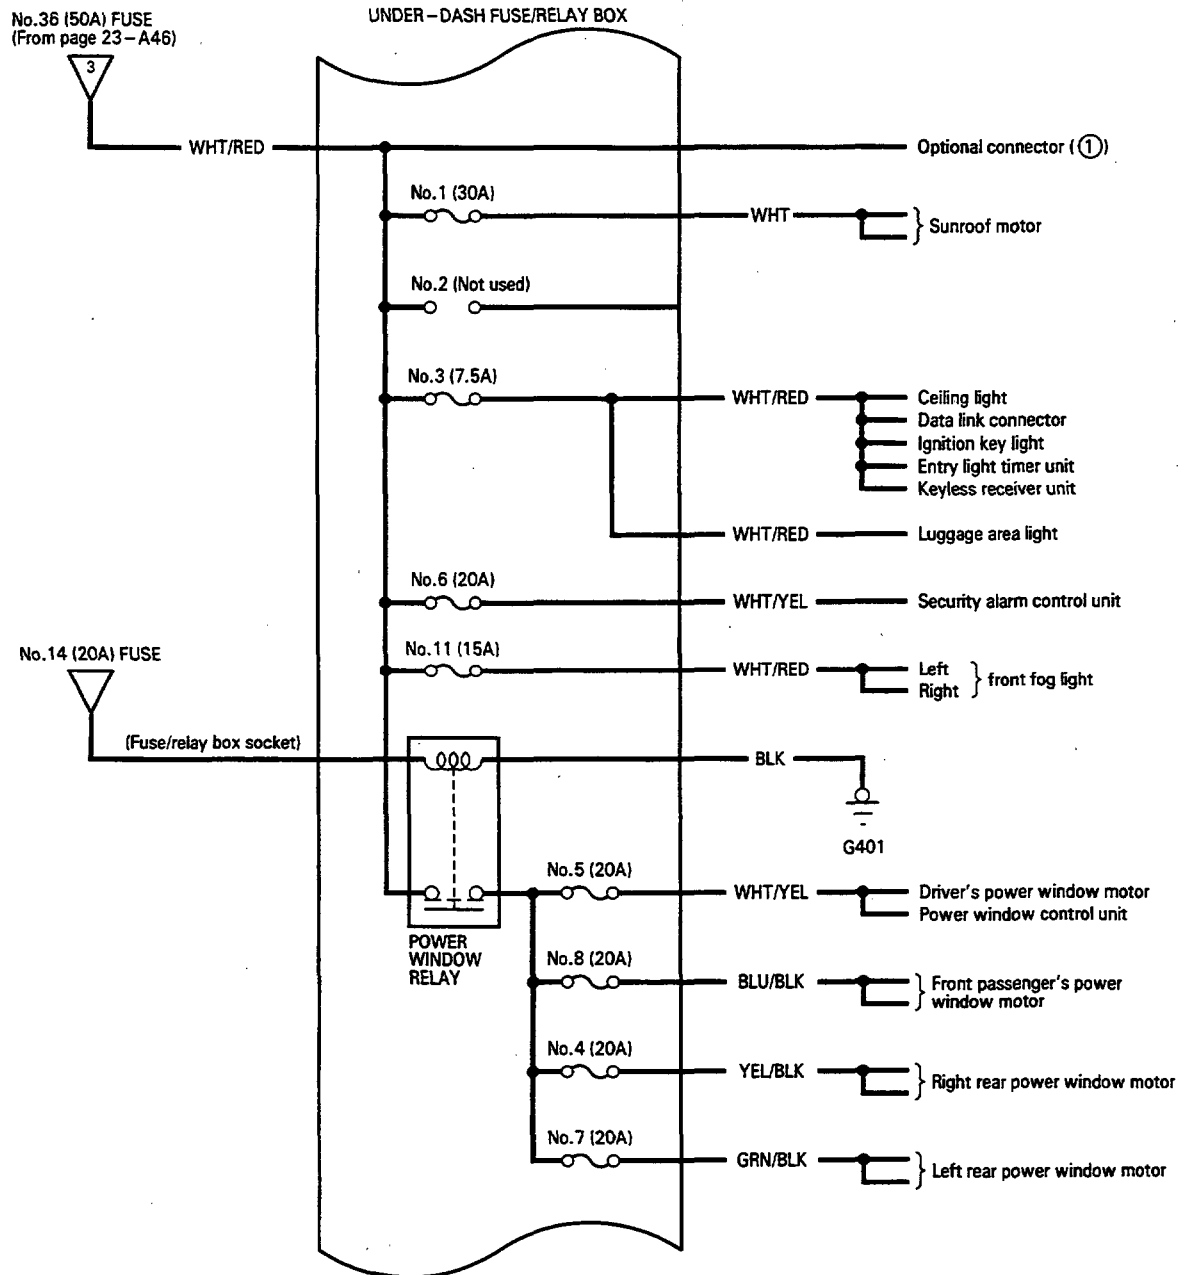 No.36 (50A) FUSE
(From page 23-A46)
3
UNDER-DASH FUSE/RELAY BOX
WHT/RED
Optional connector (①)
No.1 (30A)
WHT
Sunroof motor
No.2 (Not used)
No.3 (7.5A)
WHT/RED
Ceiling light
Data link connector
Ignition key light
Entry light timer unit
Keyless receiver unit
WHT/RED
Luggage area light
No.6 (20A)
WHT/YEL
Security alarm control unit
No.11 (15A)
WHT/RED
Left
Right
front fog light
No.14 (20A) FUSE
(Fuse/relay box socket)
BLK
G401
POWER
WINDOW
RELAY
No.5 (20A)
WHT/YEL
Driver's power window motor
Power window control unit
No.8 (20A)
BLU/BLK
Front passenger's power
window motor
No.4 (20A)
YEL/BLK
Right rear power window motor
No.7 (20A)
GRN/BLK
Left rear power window motor